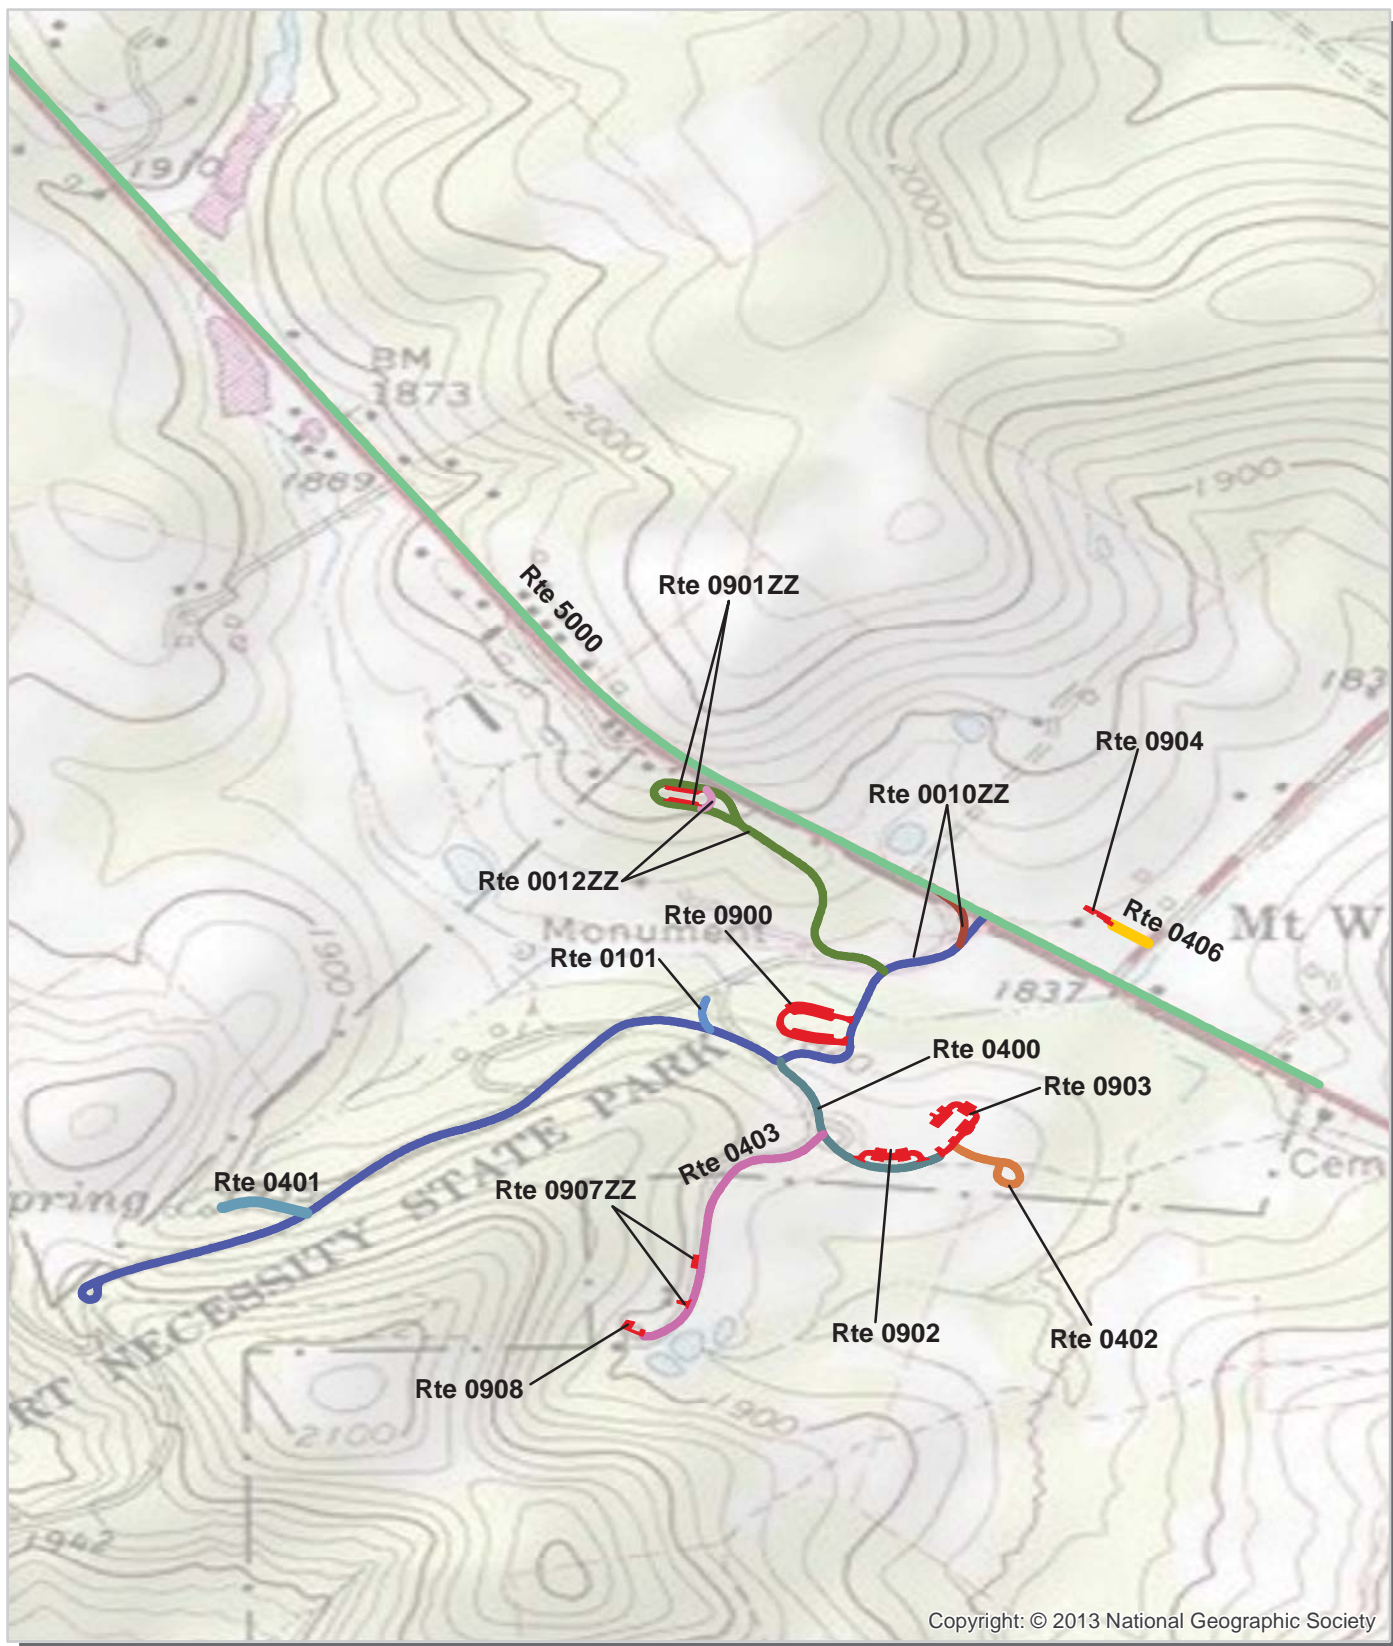 1910
2000
BM
1873
2000
1889
1900
Rte 5000
Rte 0901ZZ
183
Rte 0904
Rte 0010ZZ
Rte 0012ZZ
Rte 0900
Monument
Rte 0406
Mt W
Rte 0101
1900
1837
Rte 0400
Rte 0903
Rte 0403
Cem
Rte 0401
Rte 0907ZZ
pring
RT NECESSITY STATE PARK
Rte 0902
Rte 0402
Rte 0908
1900
2100
1942
Copyright: © 2013 National Geographic Society